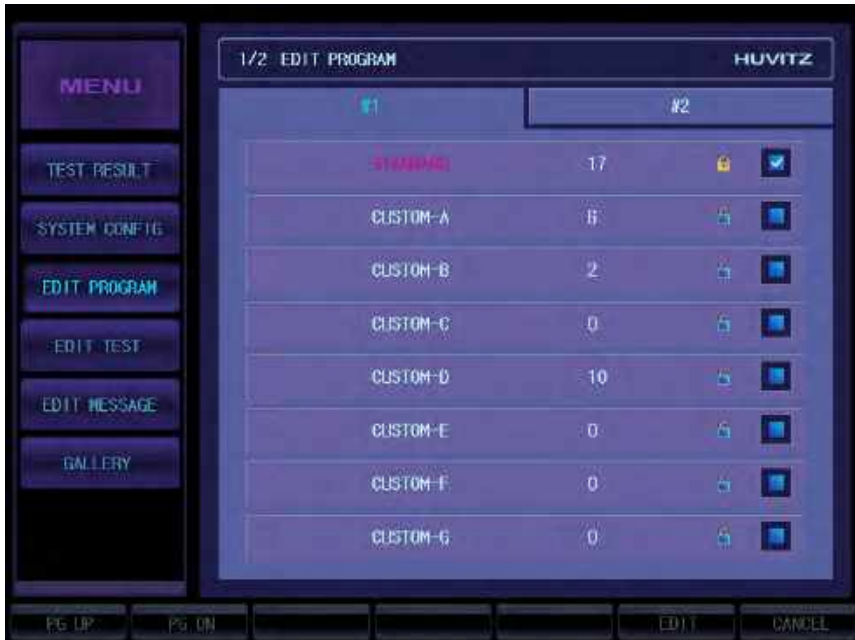 MENU
1/2 EDIT PROGRAM
HUVITZ
#1
#2
TEST RESULT
SYSTEM CONFIG
EDIT PROGRAM
EDIT TEST
EDIT MESSAGE
GALLERY
STANDARD 17
CUSTOM-A 6
CUSTOM-B 2
CUSTOM-C 0
CUSTOM-D 10
CUSTOM-E 0
CUSTOM-F 0
CUSTOM-G 0
PG UP
PG DN
EDIT
CANCEL